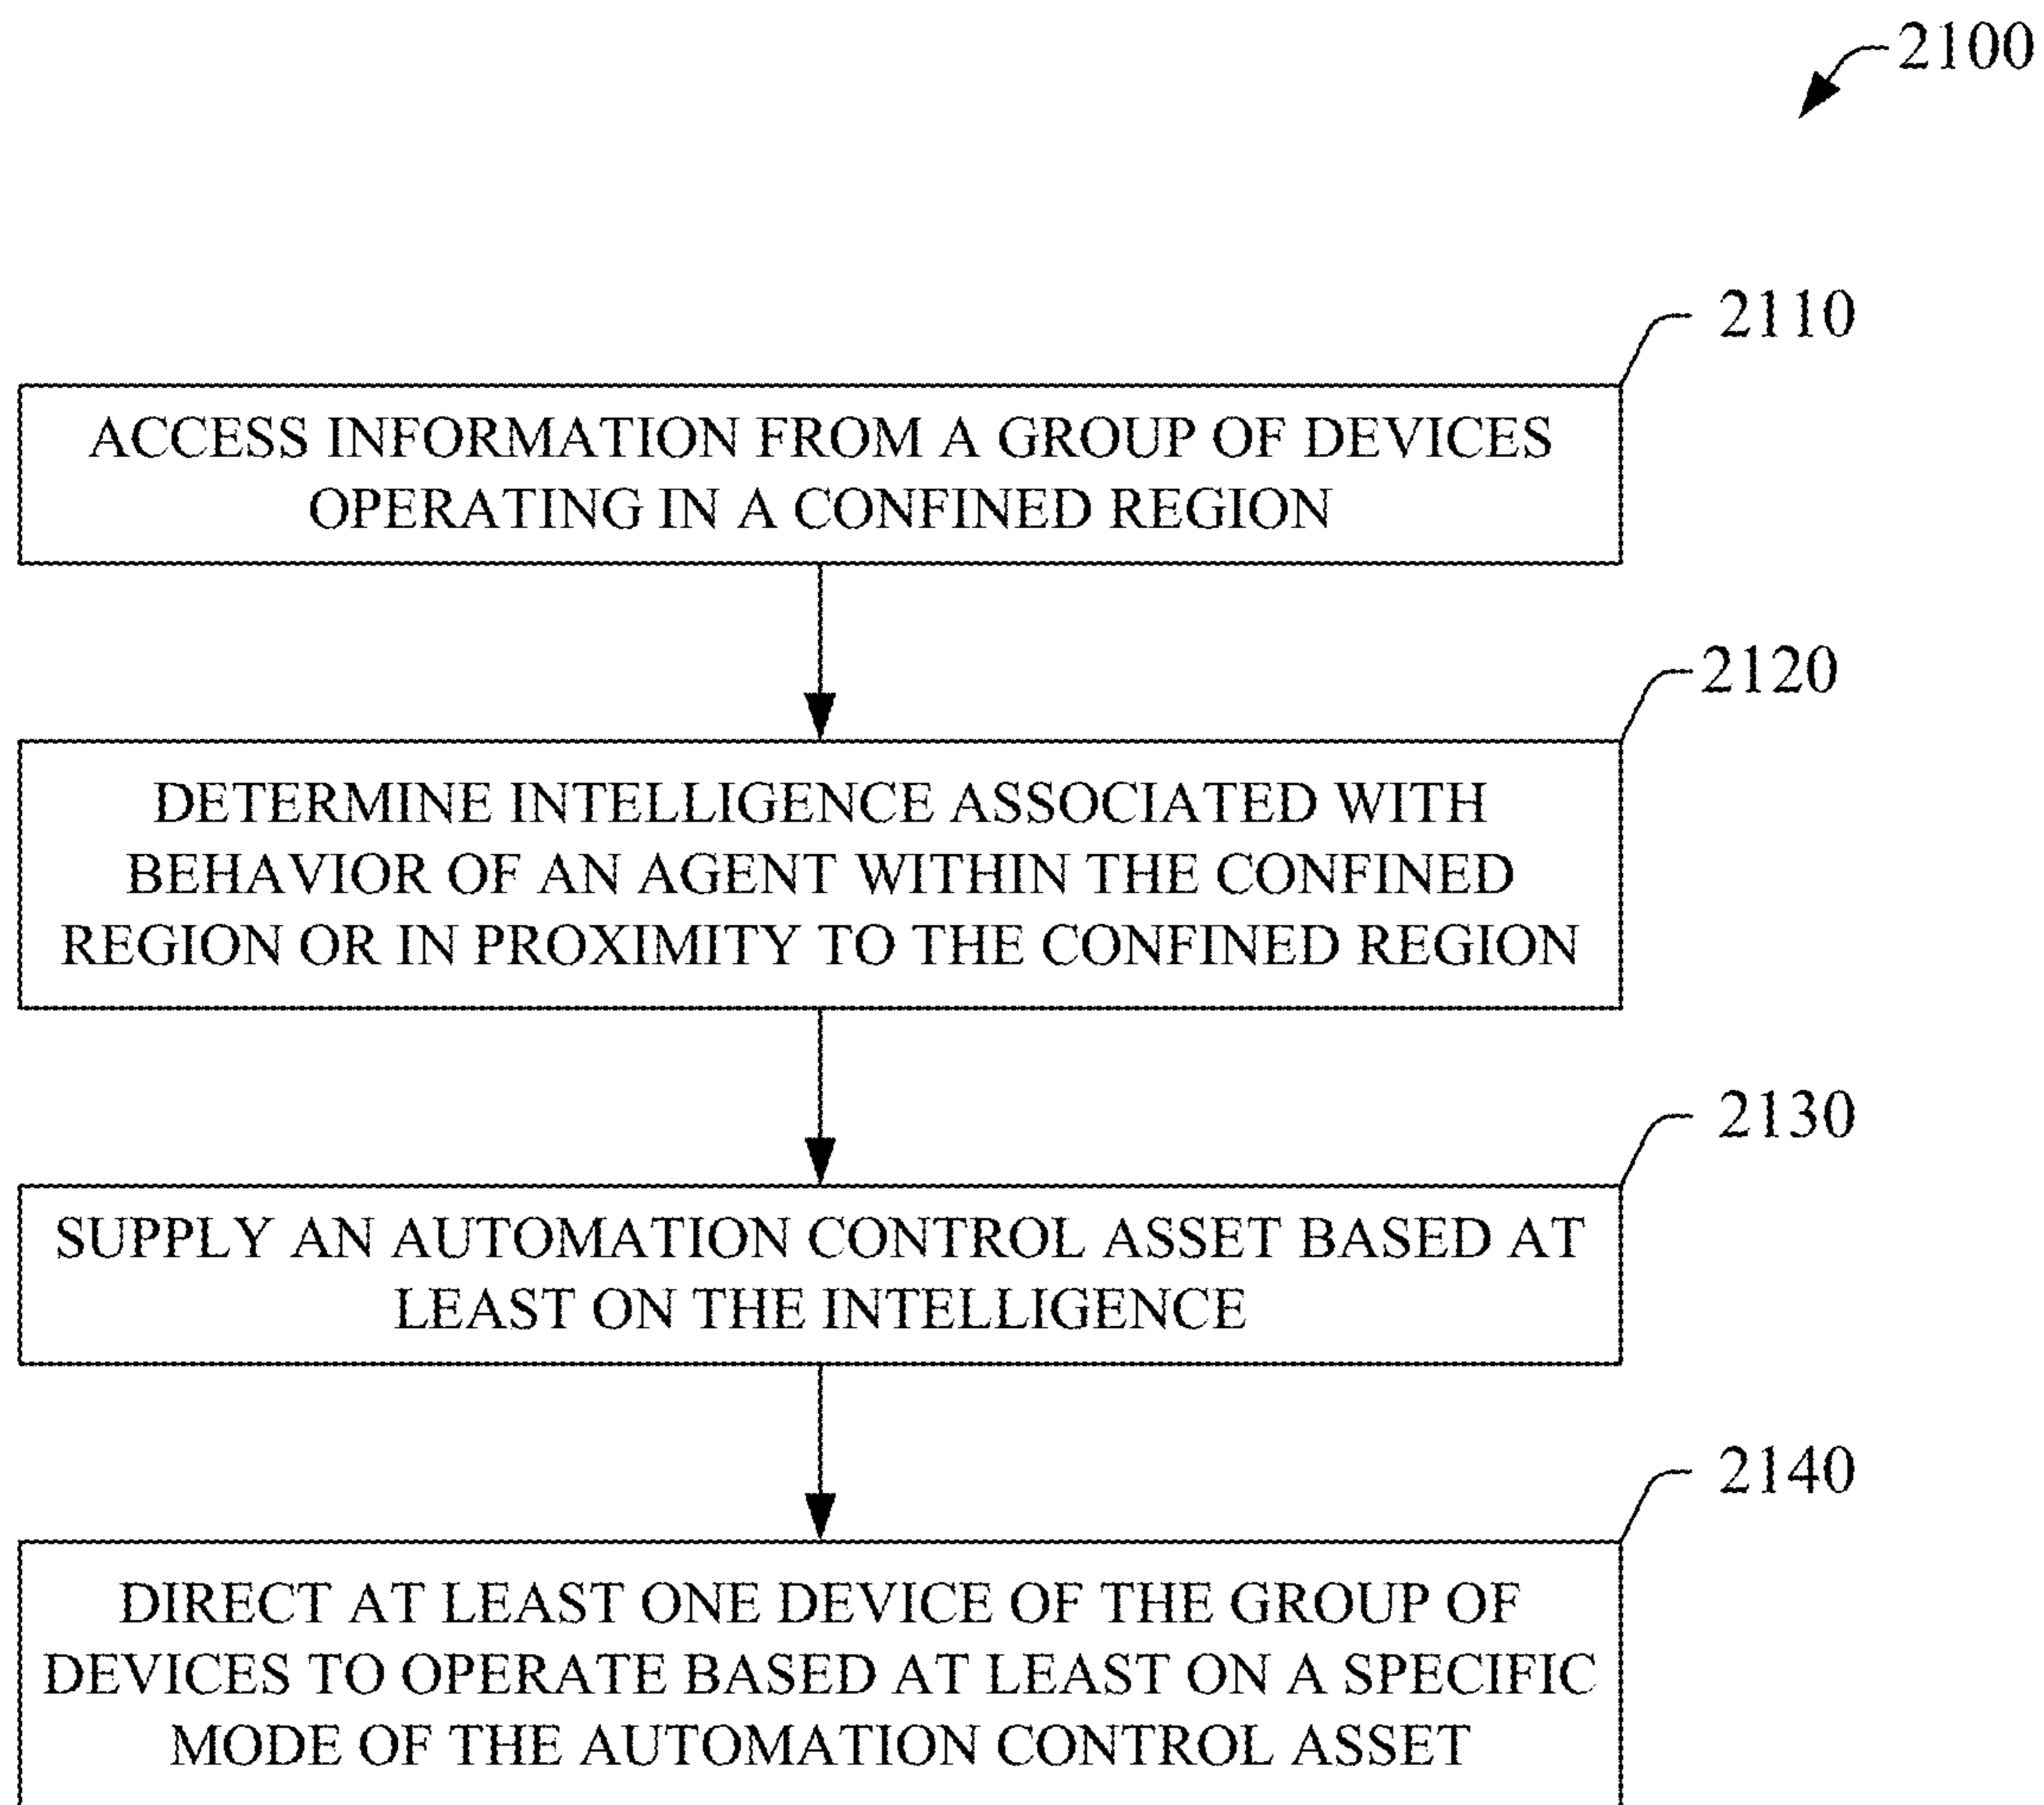 2100
2110
ACCESS INFORMATION FROM A GROUP OF DEVICES
OPERATING IN A CONFINED REGION
2120
DETERMINE INTELLIGENCE ASSOCIATED WITH
BEHAVIOR OF AN AGENT WITHIN THE CONFINED
REGION OR IN PROXIMITY TO THE CONFINED REGION
2130
SUPPLY AN AUTOMATION CONTROL ASSET BASED AT
LEAST ON THE INTELLIGENCE
2140
DIRECT AT LEAST ONE DEVICE OF THE GROUP OF
DEVICES TO OPERATE BASED AT LEAST ON A SPECIFIC
MODE OF THE AUTOMATION CONTROL ASSET